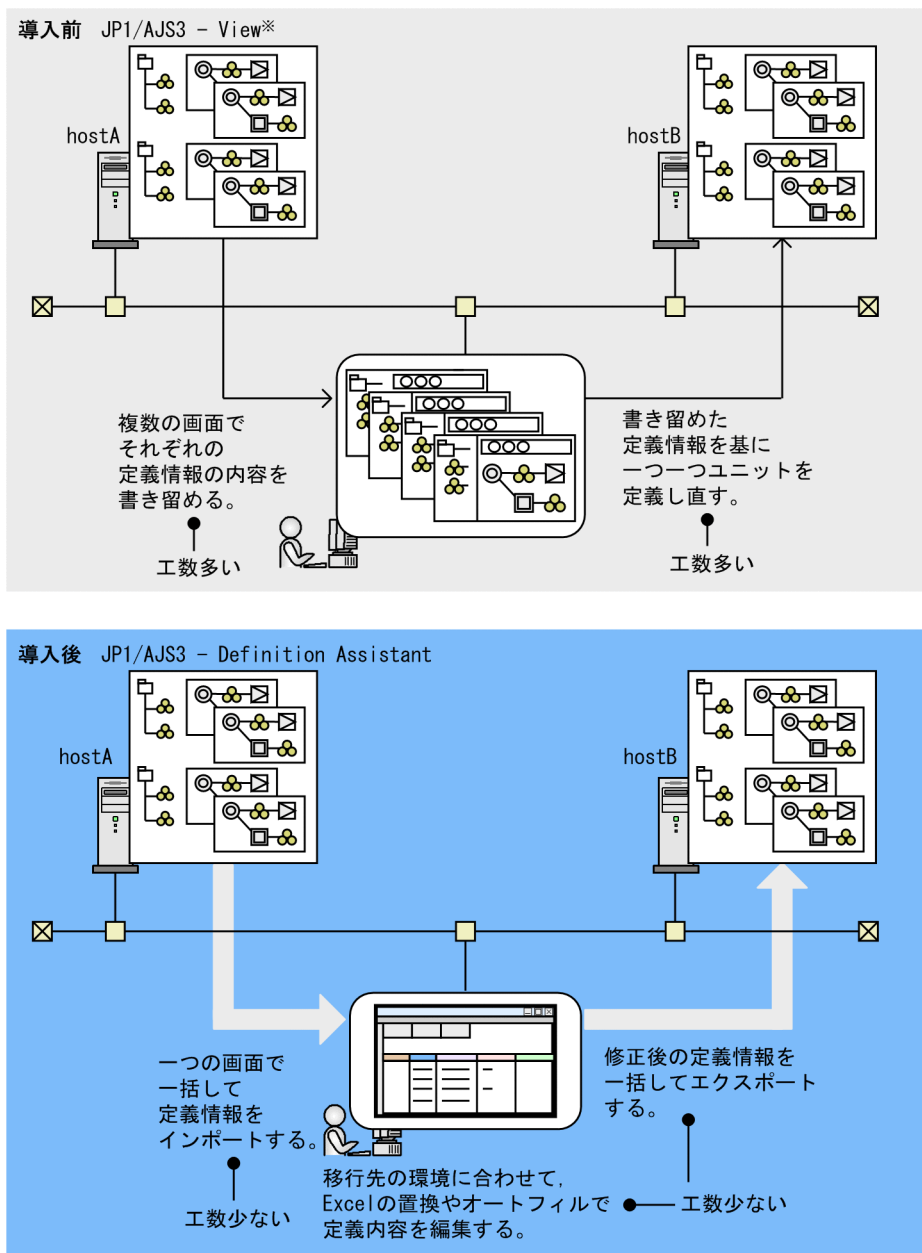 導入前 JP1/AJS3 - View※
hostA
hostB
複数の画面で
それぞれの
定義情報の内容を
書き留める。
工数多い
書き留めた
定義情報を基に
一つ一つユニットを
定義し直す。
工数多い
導入後 JP1/AJS3 - Definition Assistant
hostA
hostB
一つの画面で
一括して
定義情報を
インポートする。
工数少ない
移行先の環境に合わせて,
Excelの置換やオートフィルで
定義内容を編集する。
修正後の定義情報を
一括してエクスポート
する。
工数少ない